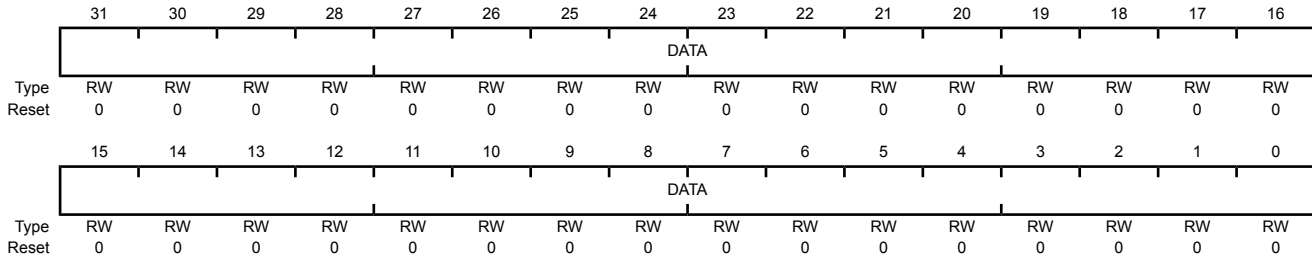 31 30 29 28 27 26 25 24 23 22 21 20 19 18 17 16
DATA
Type RW RW RW RW RW RW RW RW RW RW RW RW RW RW RW RW
Reset 0 0 0 0 0 0 0 0 0 0 0 0 0 0 0 0
15 14 13 12 11 10 9 8 7 6 5 4 3 2 1 0
DATA
Type RW RW RW RW RW RW RW RW RW RW RW RW RW RW RW RW
Reset 0 0 0 0 0 0 0 0 0 0 0 0 0 0 0 0